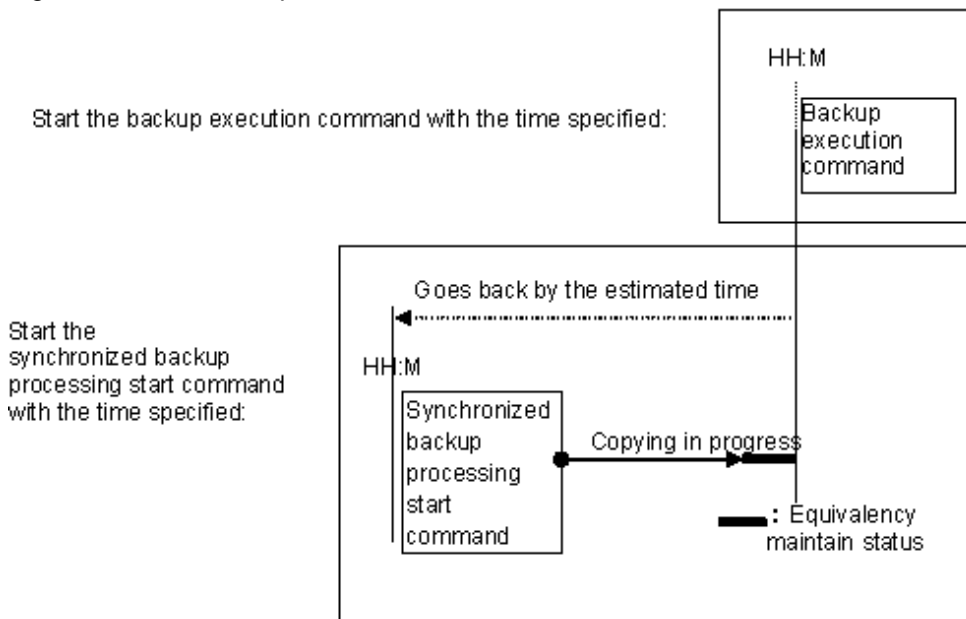 HH:M
Start the backup execution command with the time specified:
Backup
execution
command
Goes back by the estimated time
Start the
synchronized backup
processing start command
with the time specified:
HH:M
Synchronized
backup
processing
start
command
Copying in progress
: Equivalency
maintain status